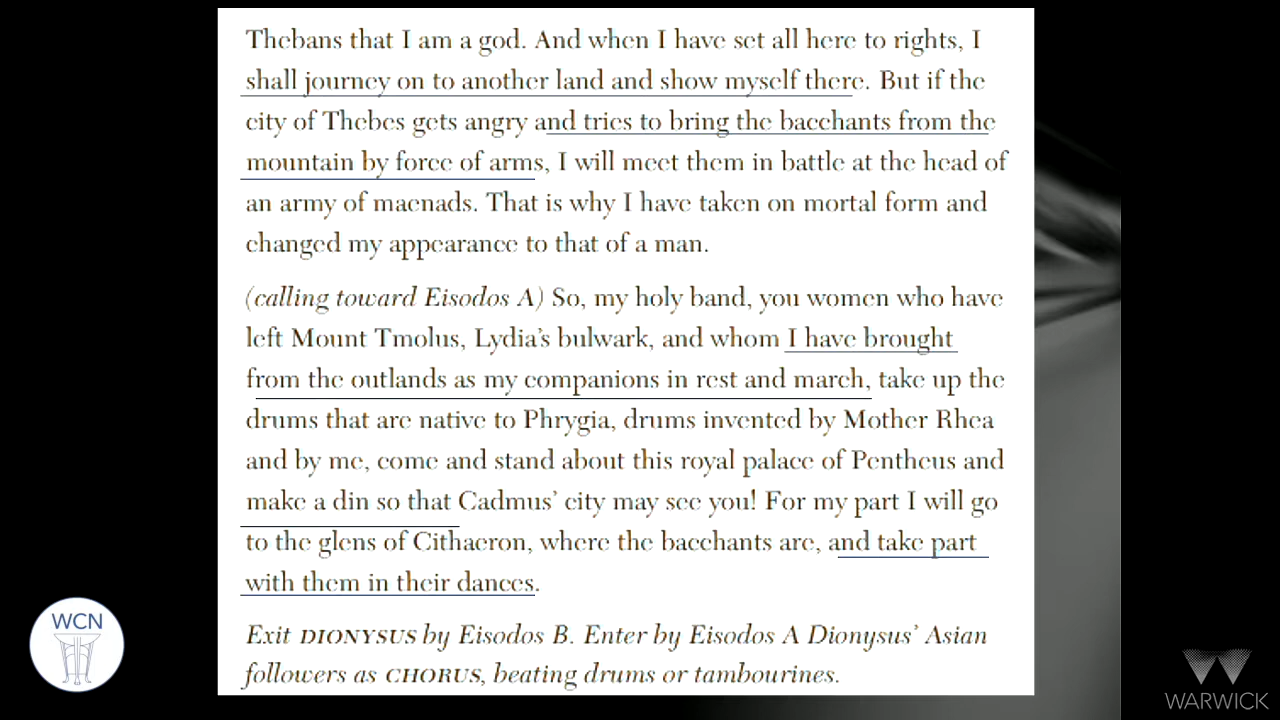 Thebans that I am a god. And when I have set all here to rights, I
shall journey on to another land and show myself there. But if the
city of Thebes gets angry and tries to bring the bacchants from the
mountain by force of arms, I will meet them in battle at the head of
an army of maenads. That is why I have taken on mortal form and
changed my appearance to that of a man.
(calling toward Eisodos A) So, my holy band, you women who have
left Mount Tmolus, Lydia's bulwark, and whom I have brought
from the outlands as my companions in rest and march, take up the
drums that are native to Phrygia, drums invented by Mother Rhea
and by me, come and stand about this royal palace of Pentheus and
make a din so that Cadmus' city may see you! For my part I will go
to the glens of Cithaeron, where the bacchants are, and take part
with them in their dances.
Exit DIONYSUS by Eisodos B. Enter by Eisodos A Dionysus' Asian
followers as CHORUS, beating drums or tambourines.
WCN
WARWICK